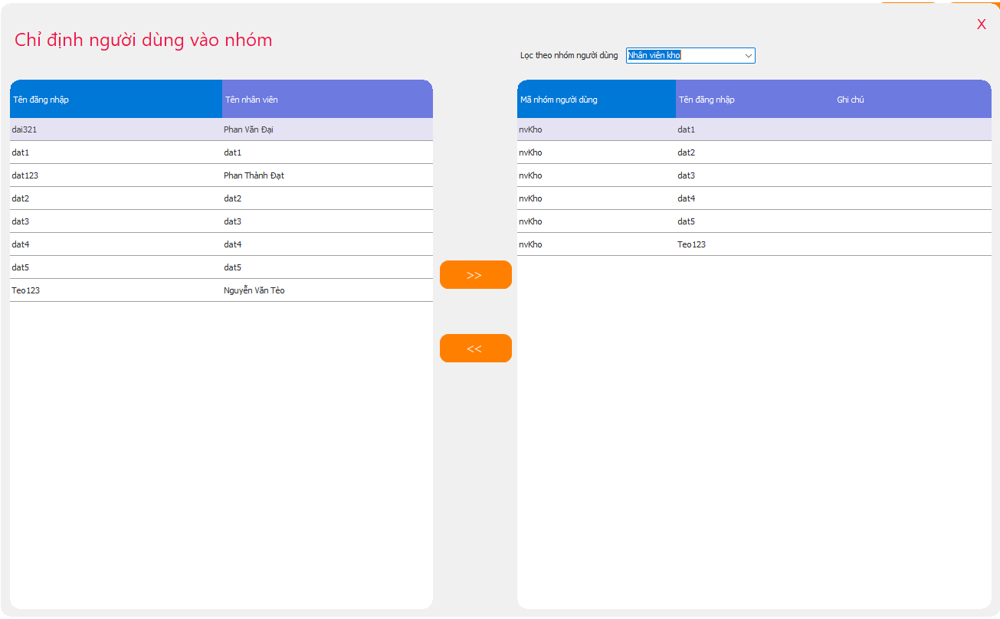 X
Chỉ định người dùng vào nhóm
Lọc theo nhóm người dùng Nhân viên kho
Tên đăng nhập Tên nhân viên
dai321 Phan Văn Đại
dat1 dat1
dat123 Phan Thành Đạt
dat2 dat2
dat3 dat3
dat4 dat4
dat5 dat5
Teo123 Nguyễn Văn Tèo
>>
<<
Mã nhóm người dùng Tên đăng nhập Ghi chú
nvKho dat1
nvKho dat2
nvKho dat3
nvKho dat4
nvKho dat5
nvKho Teo123